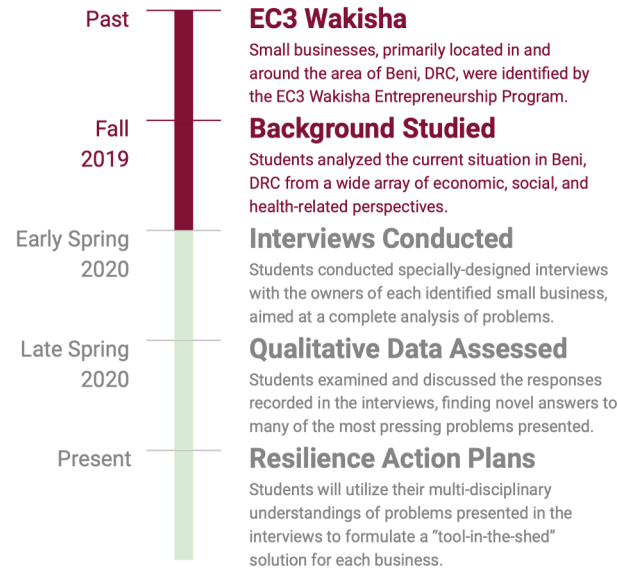 Past
EC3 Wakisha
Small businesses, primarily located in and
around the area of Beni, DRC, were identified by
the EC3 Wakisha Entrepreneurship Program.
Fall
2019
Background Studied
Students analyzed the current situation in Beni,
DRC from a wide array of economic, social, and
health-related perspectives.
Early Spring
2020
Interviews Conducted
Students conducted specially-designed interviews
with the owners of each identified small business,
aimed at a complete analysis of problems.
Late Spring
2020
Qualitative Data Assessed
Students examined and discussed the responses
recorded in the interviews, finding novel answers to
many of the most pressing problems presented.
Present
Resilience Action Plans
Students will utilize their multi-disciplinary
understandings of problems presented in the
interviews to formulate a “tool-in-the-shed”
solution for each business.